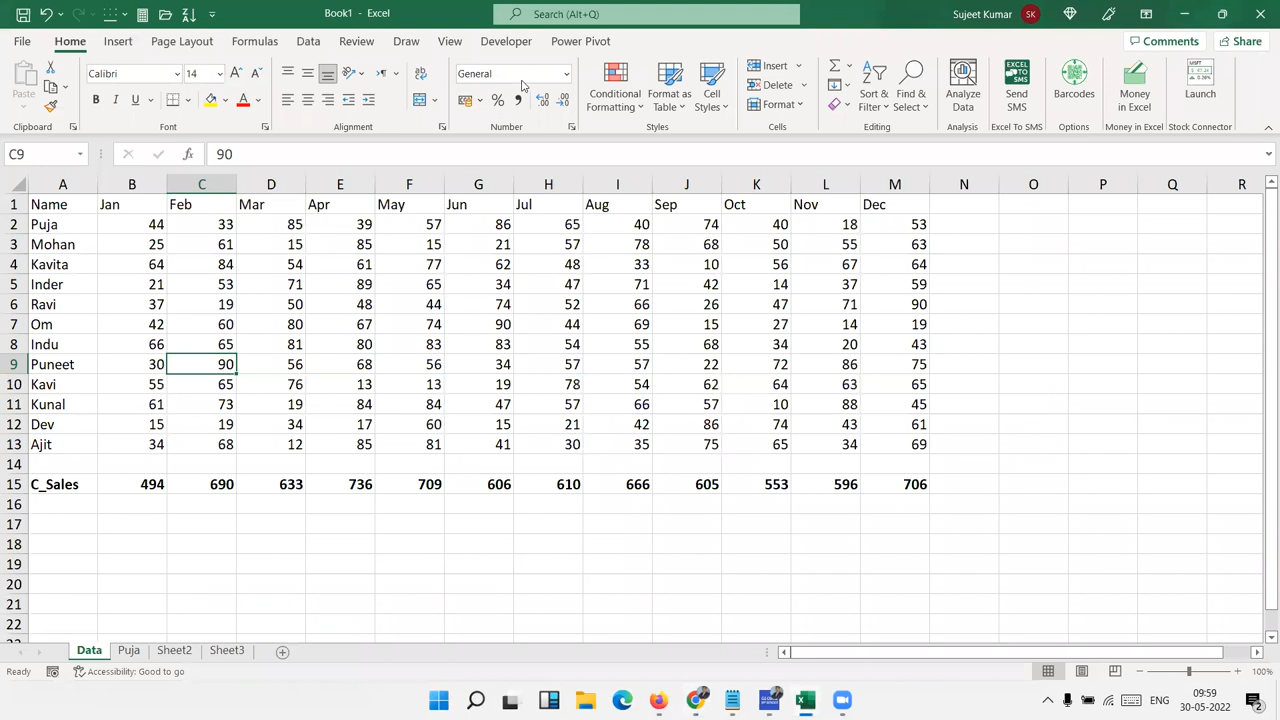 Book1 - Excel
Search (Alt+Q)
Sujeet Kumar
SK
File Home Insert Page Layout Formulas Data Review View Draw Developer Power Pivot
Comments
Share
Paste
Calibri
14
General
Conditional Formatting
Format as Table
Cell Styles
Insert
Delete
Format
Sort & Filter
Find & Select
Analyze Data
EXCEL TO SMS
Send SMS
Barcodes
Money in Excel
Launch
Clipboard Font Alignment Number Styles Cells Editing Analysis Excel To SMS Options Money in Excel Stock Connector
C9
fx
90
A B C D E F G H I J K L M N O P Q R
1 Name Jan Feb Mar Apr May Jun Jul Aug Sep Oct Nov Dec
2 Puja 44 33 85 39 57 86 65 40 74 40 18 53
3 Mohan 25 61 15 85 15 21 57 78 68 50 55 63
4 Kavita 64 84 54 61 77 62 48 33 10 56 67 64
5 Inder 21 53 71 89 65 34 47 71 42 14 37 59
6 Ravi 37 19 50 48 44 74 52 66 26 47 71 90
7 Om 42 60 80 67 74 90 44 69 15 27 14 19
8 Indu 66 65 81 80 83 83 54 55 68 34 20 43
9 Puneet 30 90 56 68 56 34 57 57 22 72 86 75
10 Kavi 55 65 76 13 13 19 78 54 62 64 63 65
11 Kunal 61 73 19 84 84 47 57 66 57 10 88 45
12 Dev 15 19 34 17 60 15 21 42 86 74 43 61
13 Ajit 34 68 12 85 81 41 30 35 75 65 34 69
14
15 C_Sales 494 690 633 736 709 606 610 666 605 553 596 706
16
17
18
19
20
21
22
Data Puja Sheet2 Sheet3
Ready
Accessibility: Good to go
100%
ENG
09:59
30-05-2022